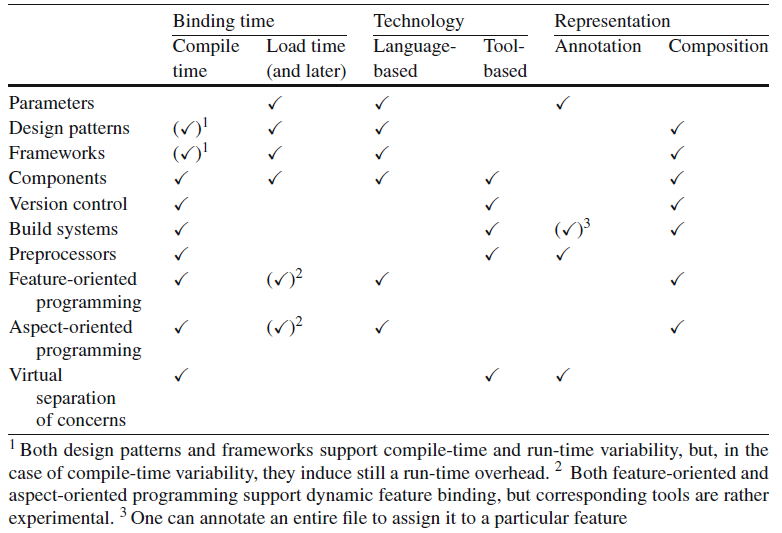 Binding time Technology Representation
Compile Load time Language- Tool- Annotation Composition
time (and later) based based
Parameters ✓ ✓ ✓
Design patterns (✓)1 ✓ ✓ ✓
Frameworks (✓)1 ✓ ✓ ✓
Components ✓ ✓ ✓ ✓ ✓
Version control ✓ ✓ ✓
Build systems ✓ ✓ (✓)3 ✓
Preprocessors ✓ ✓ ✓
Feature-oriented ✓ (✓)2 ✓ ✓
programming
Aspect-oriented ✓ (✓)2 ✓ ✓
programming
Virtual ✓ ✓ ✓
separation
of concerns
1 Both design patterns and frameworks support compile-time and run-time variability, but, in the
case of compile-time variability, they induce still a run-time overhead. 2 Both feature-oriented and
aspect-oriented programming support dynamic feature binding, but corresponding tools are rather
experimental. 3 One can annotate an entire file to assign it to a particular feature